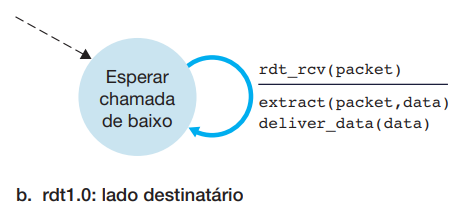 Esperar
chamada
de baixo
rdt_rcv(packet)
extract(packet,data)
deliver_data(data)
b. rdt1.0: lado destinatário